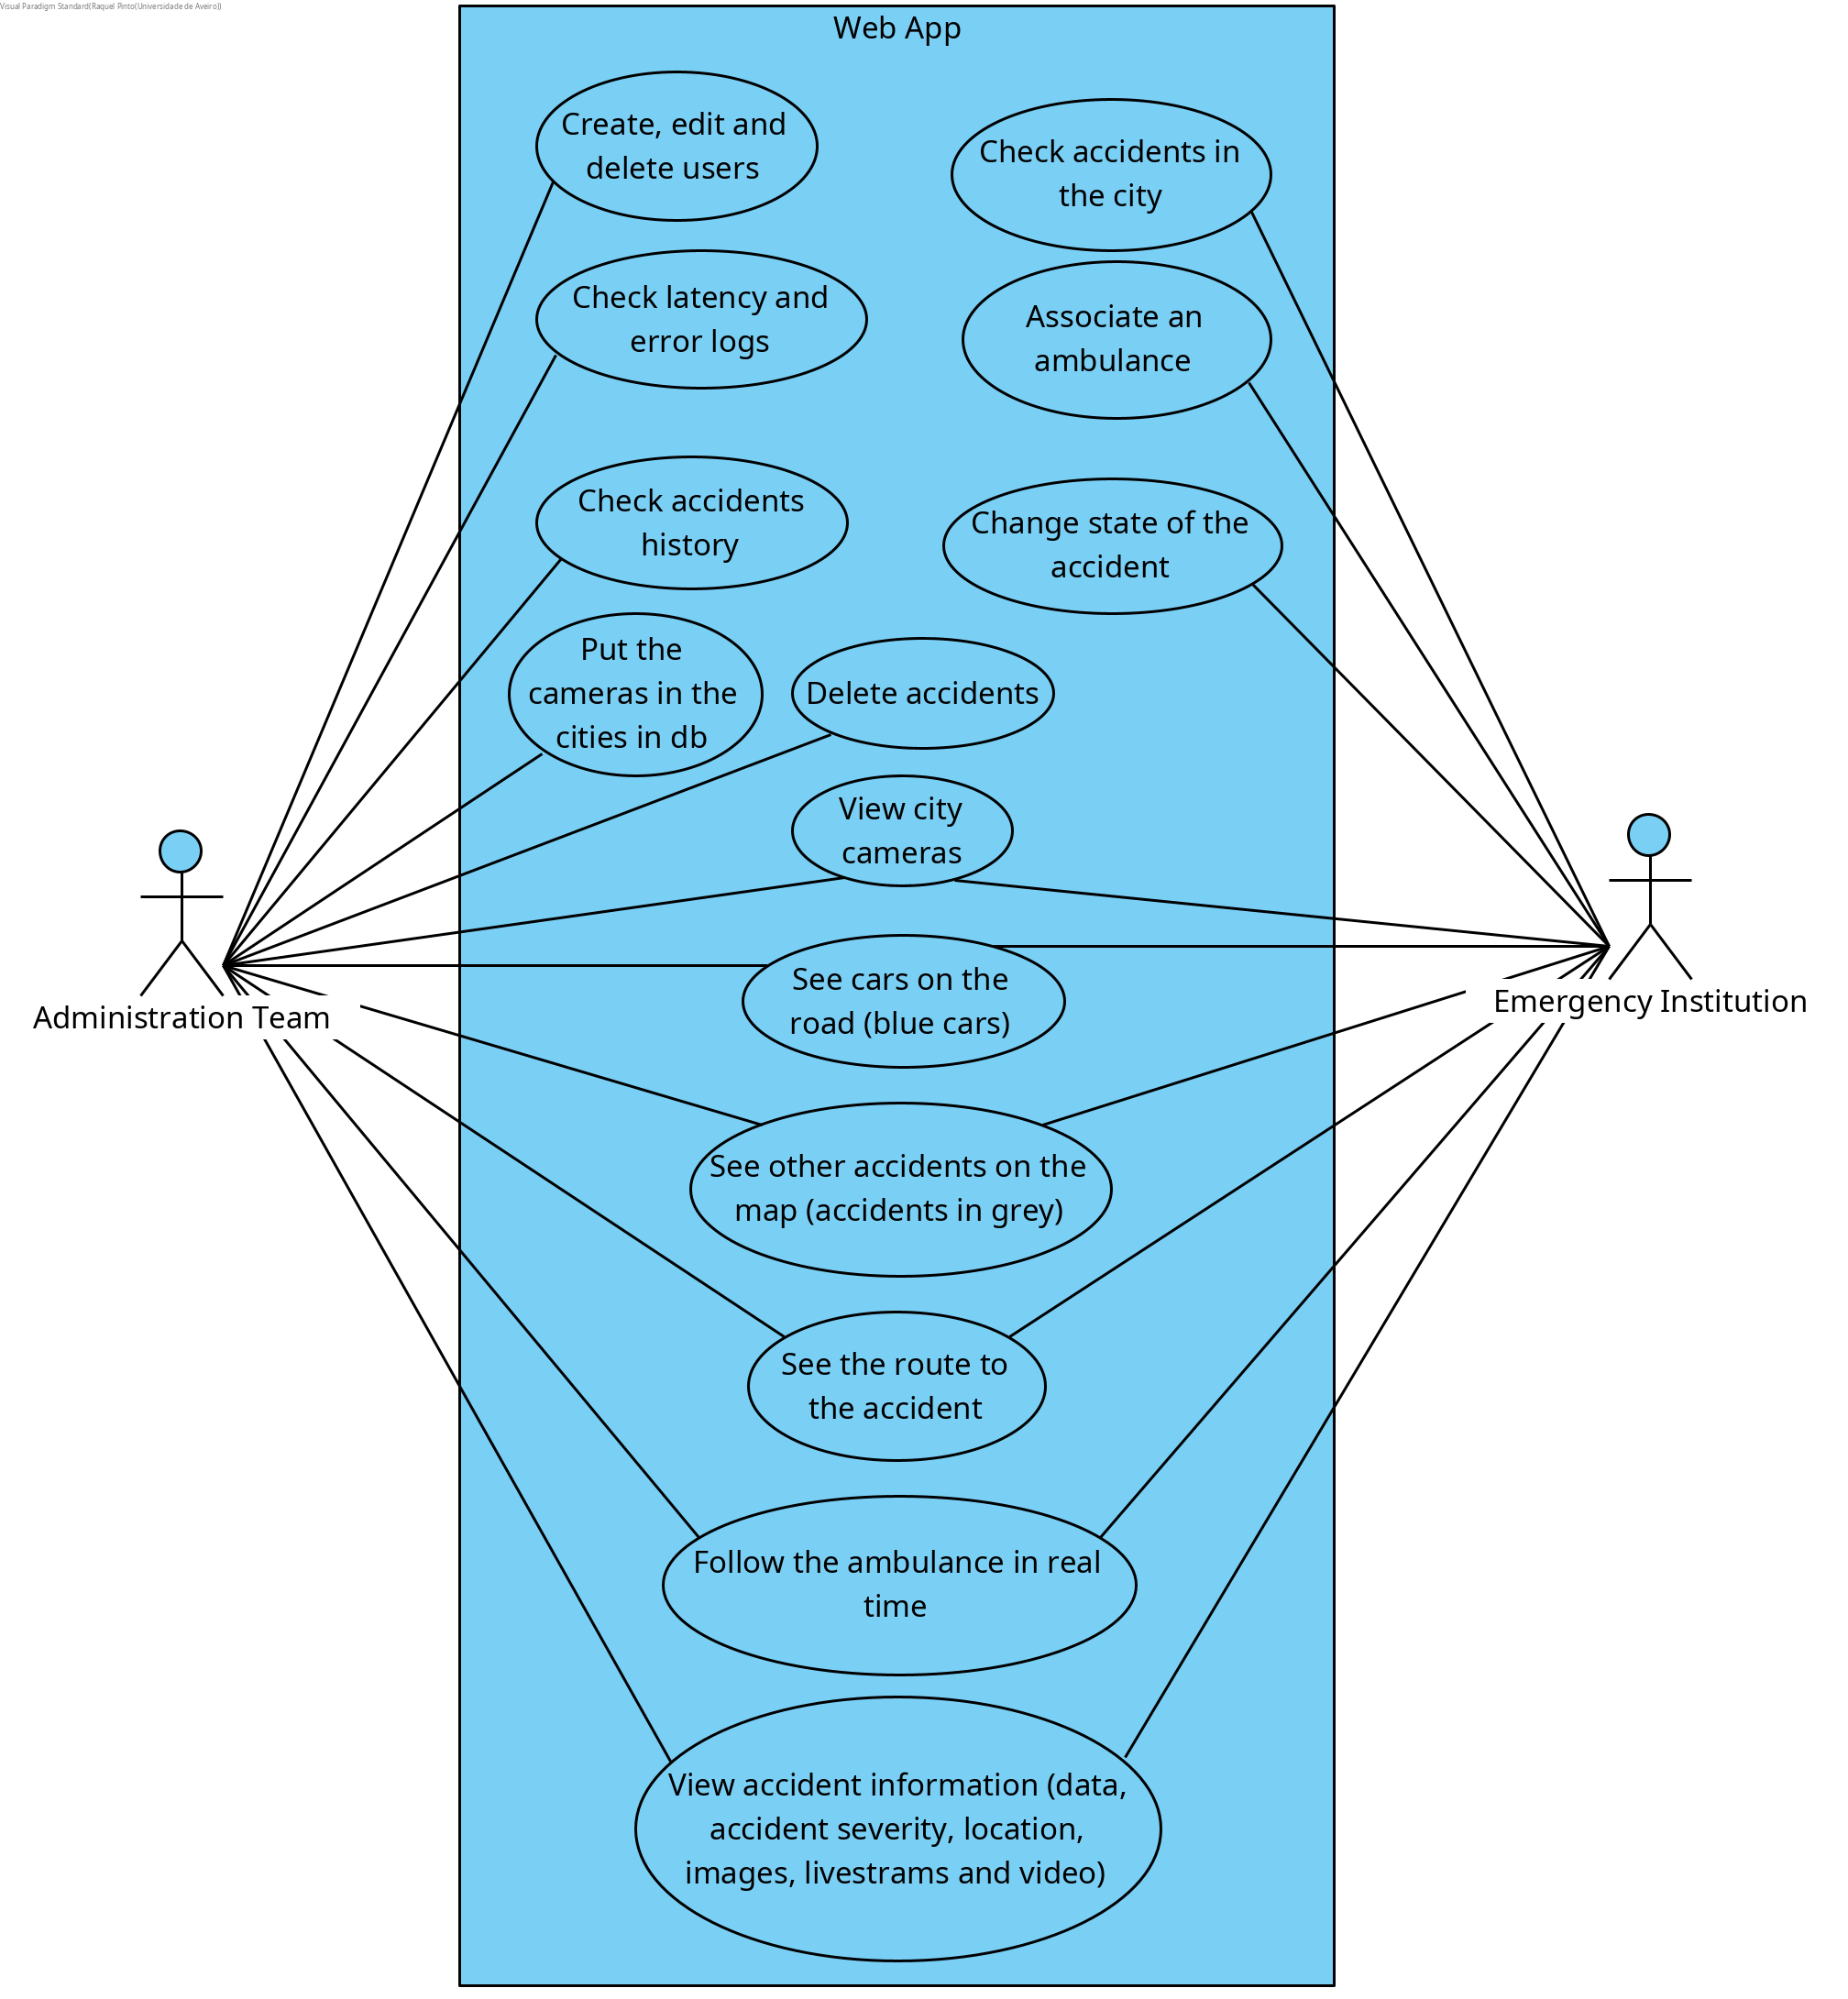 Visual Paradigm Standard(Raquel Pinto(Universidade de Aveiro))
Web App
Create, edit and
delete users
Check accidents in
the city
Check latency and
error logs
Associate an
ambulance
Check accidents
history
Change state of the
accident
Put the
cameras in the
cities in db
Delete accidents
View city
cameras
See cars on the
road (blue cars)
Administration Team
Emergency Institution
See other accidents on the
map (accidents in grey)
See the route to
the accident
Follow the ambulance in real
time
View accident information (data,
accident severity, location,
images, livestrams and video)